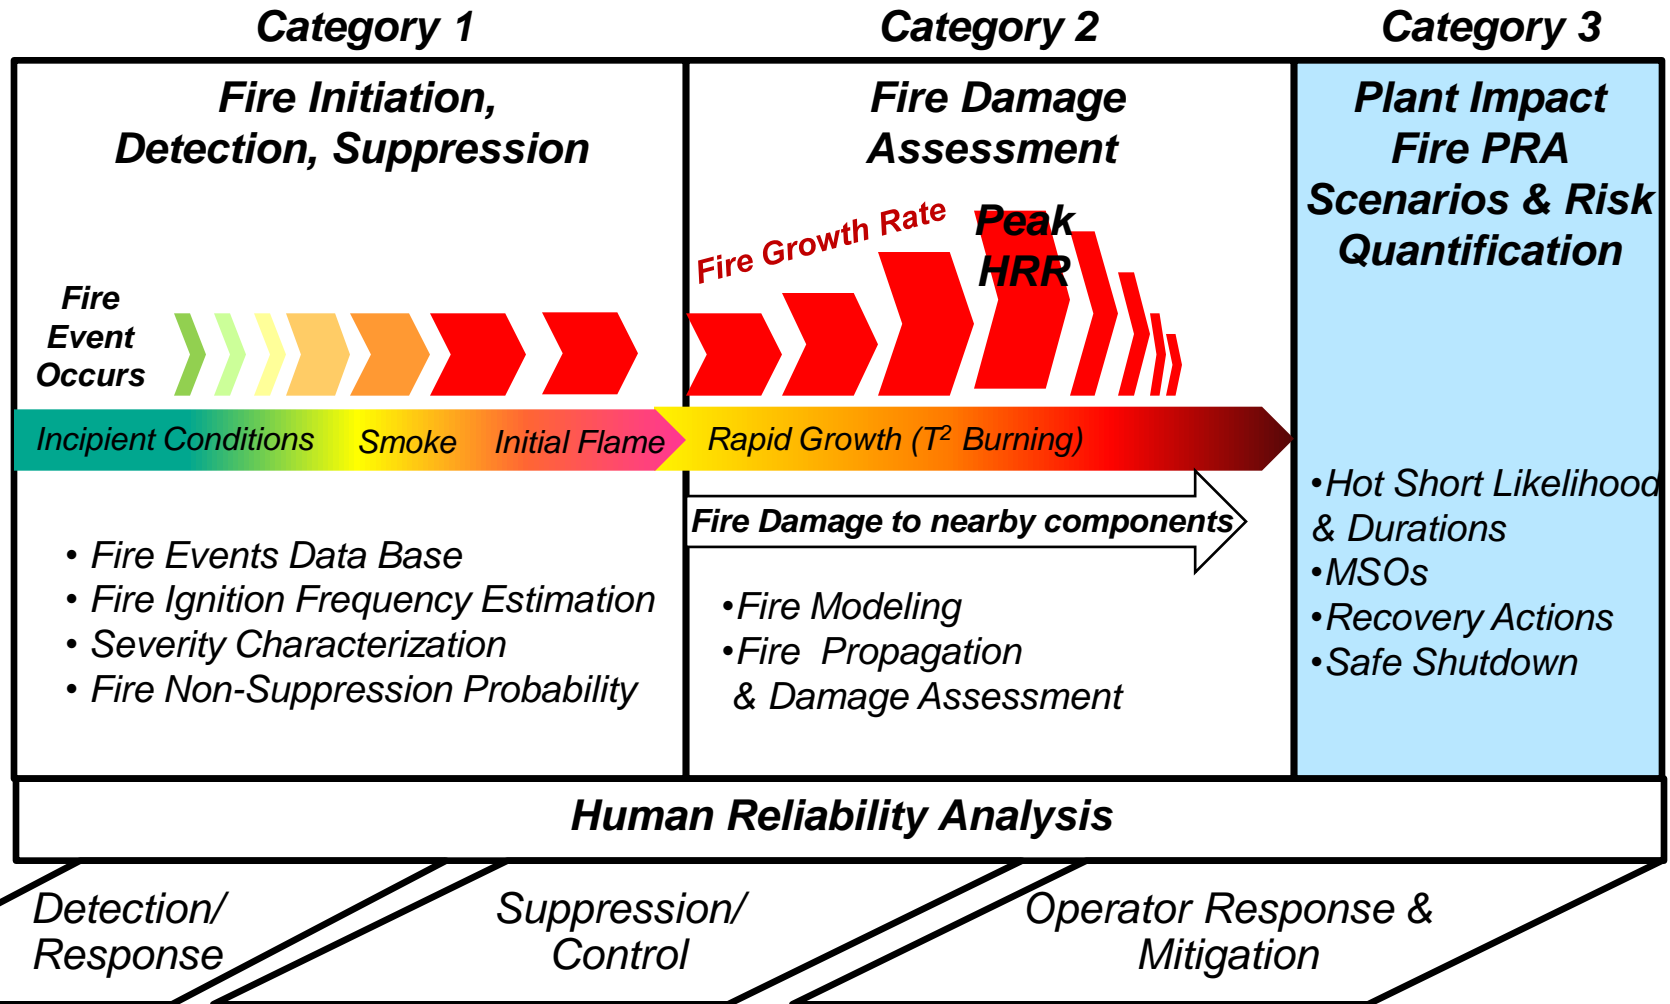 Category 1
Category 2
Category 3
Fire Initiation,
Detection, Suppression
Fire Damage
Assessment
Plant Impact
Fire PRA
Scenarios & Risk
Quantification
Fire
Event
Occurs
Fire Growth Rate
Peak
HRR
Incipient Conditions
Smoke
Initial Flame
Rapid Growth (T² Burning)
Fire Damage to nearby components
• Fire Events Data Base
• Fire Ignition Frequency Estimation
• Severity Characterization
• Fire Non-Suppression Probability
•Fire Modeling
•Fire Propagation
& Damage Assessment
•Hot Short Likelihood
& Durations
•MSOs
•Recovery Actions
•Safe Shutdown
Human Reliability Analysis
Detection/
Response
Suppression/
Control
Operator Response &
Mitigation